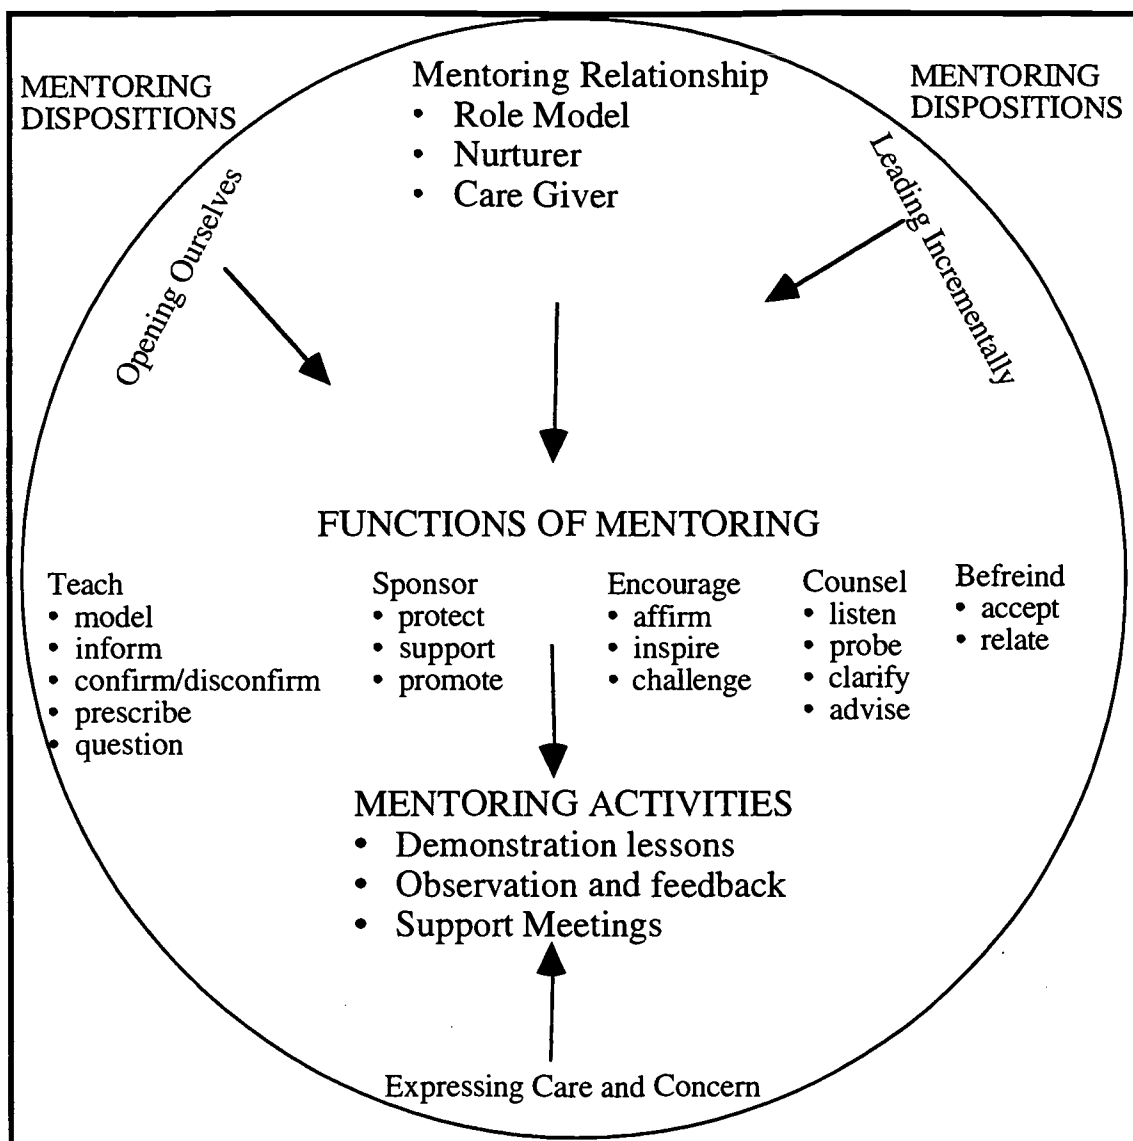 MENTORING
DISPOSITIONS
Mentoring Relationship
• Role Model
• Nurturer
• Care Giver
MENTORING
DISPOSITIONS
Opening Ourselves
Leading Incrementally
FUNCTIONS OF MENTORING
Teach
• model
• inform
• confirm/disconfirm
• prescribe
• question
Sponsor
• protect
• support
• promote
Encourage
• affirm
• inspire
• challenge
Counsel
• listen
• probe
• clarify
• advise
Befreind
• accept
• relate
MENTORING ACTIVITIES
• Demonstration lessons
• Observation and feedback
• Support Meetings
Expressing Care and Concern